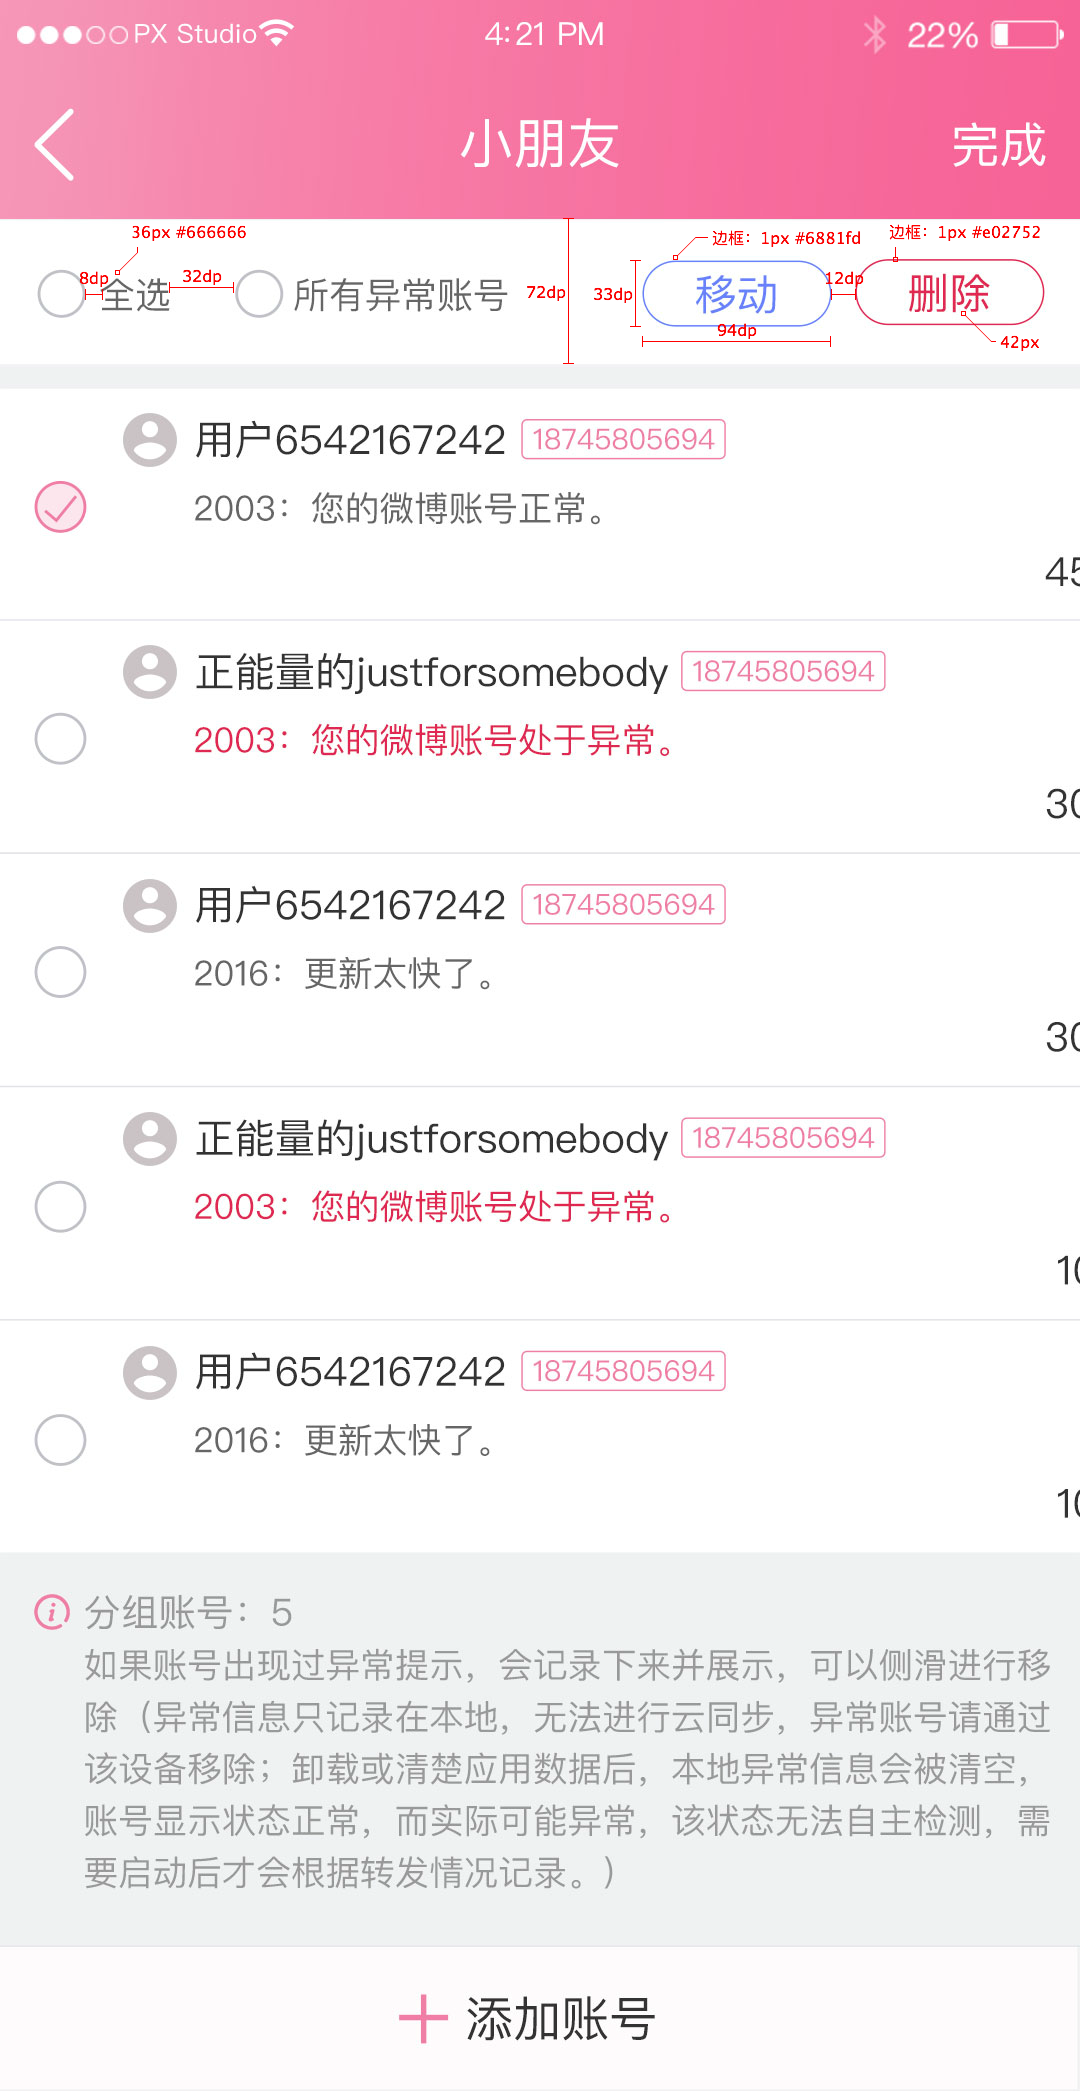 PX Studio 4:21 PM 22%
小朋友 完成
36px #666666 边框：1px #6881fd 边框：1px #e02752
8dp 全选 32dp 所有异常账号 72dp 33dp 移动 12dp 删除
94dp 42px
用户6542167242 18745805694
2003：您的微博账号正常。
45
正能量的justforsomebody 18745805694
2003：您的微博账号处于异常。
30
用户6542167242 18745805694
2016：更新太快了。
30
正能量的justforsomebody 18745805694
2003：您的微博账号处于异常。
10
用户6542167242 18745805694
2016：更新太快了。
10
分组账号：5
如果账号出现过异常提示，会记录下来并展示，可以侧滑进行移
除（异常信息只记录在本地，无法进行云同步，异常账号请通过
该设备移除；卸载或清楚应用数据后，本地异常信息会被清空，
账号显示状态正常，而实际可能异常，该状态无法自主检测，需
要启动后才会根据转发情况记录。）
添加账号